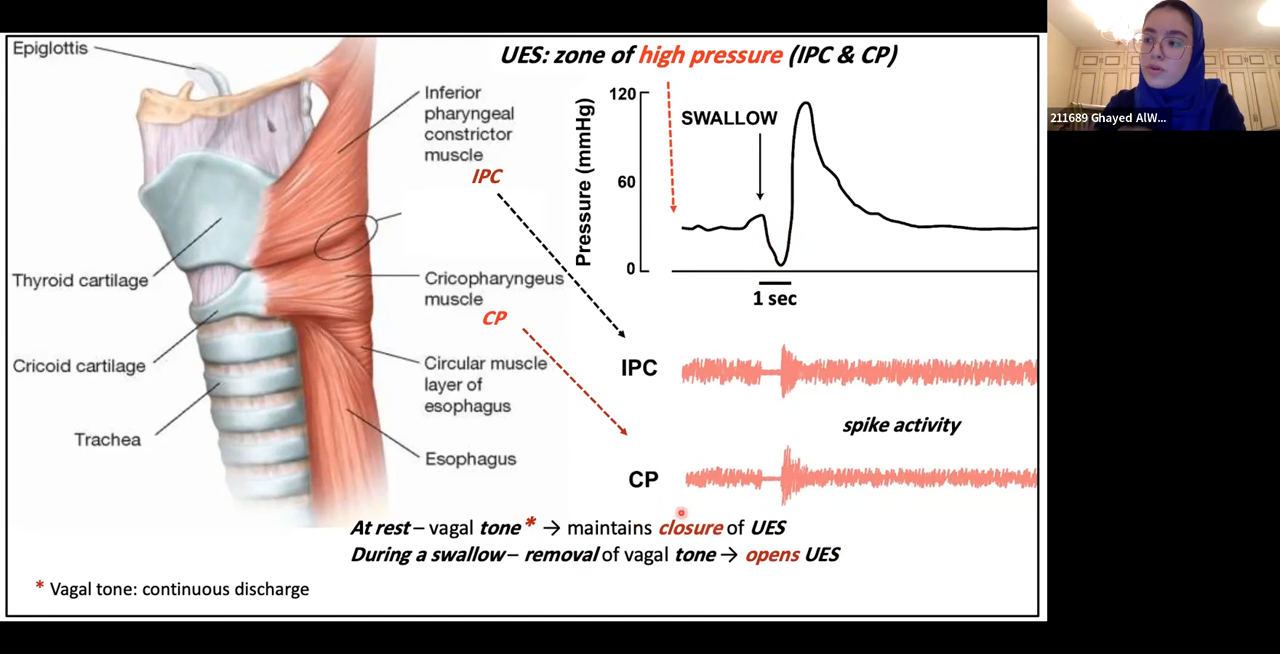 Epiglottis
Inferior
pharyngeal
constrictor
muscle
IPC
Thyroid cartilage
Cricopharyngeus
muscle
CP
Cricoid cartilage
Circular muscle
layer of
esophagus
Trachea
Esophagus
UES: zone of high pressure (IPC & CP)
Pressure (mmHg)
120
60
0
SWALLOW
1 sec
IPC
spike activity
CP
At rest – vagal tone * → maintains closure of UES
During a swallow – removal of vagal tone → opens UES
* Vagal tone: continuous discharge
211689 Ghayed AlW...